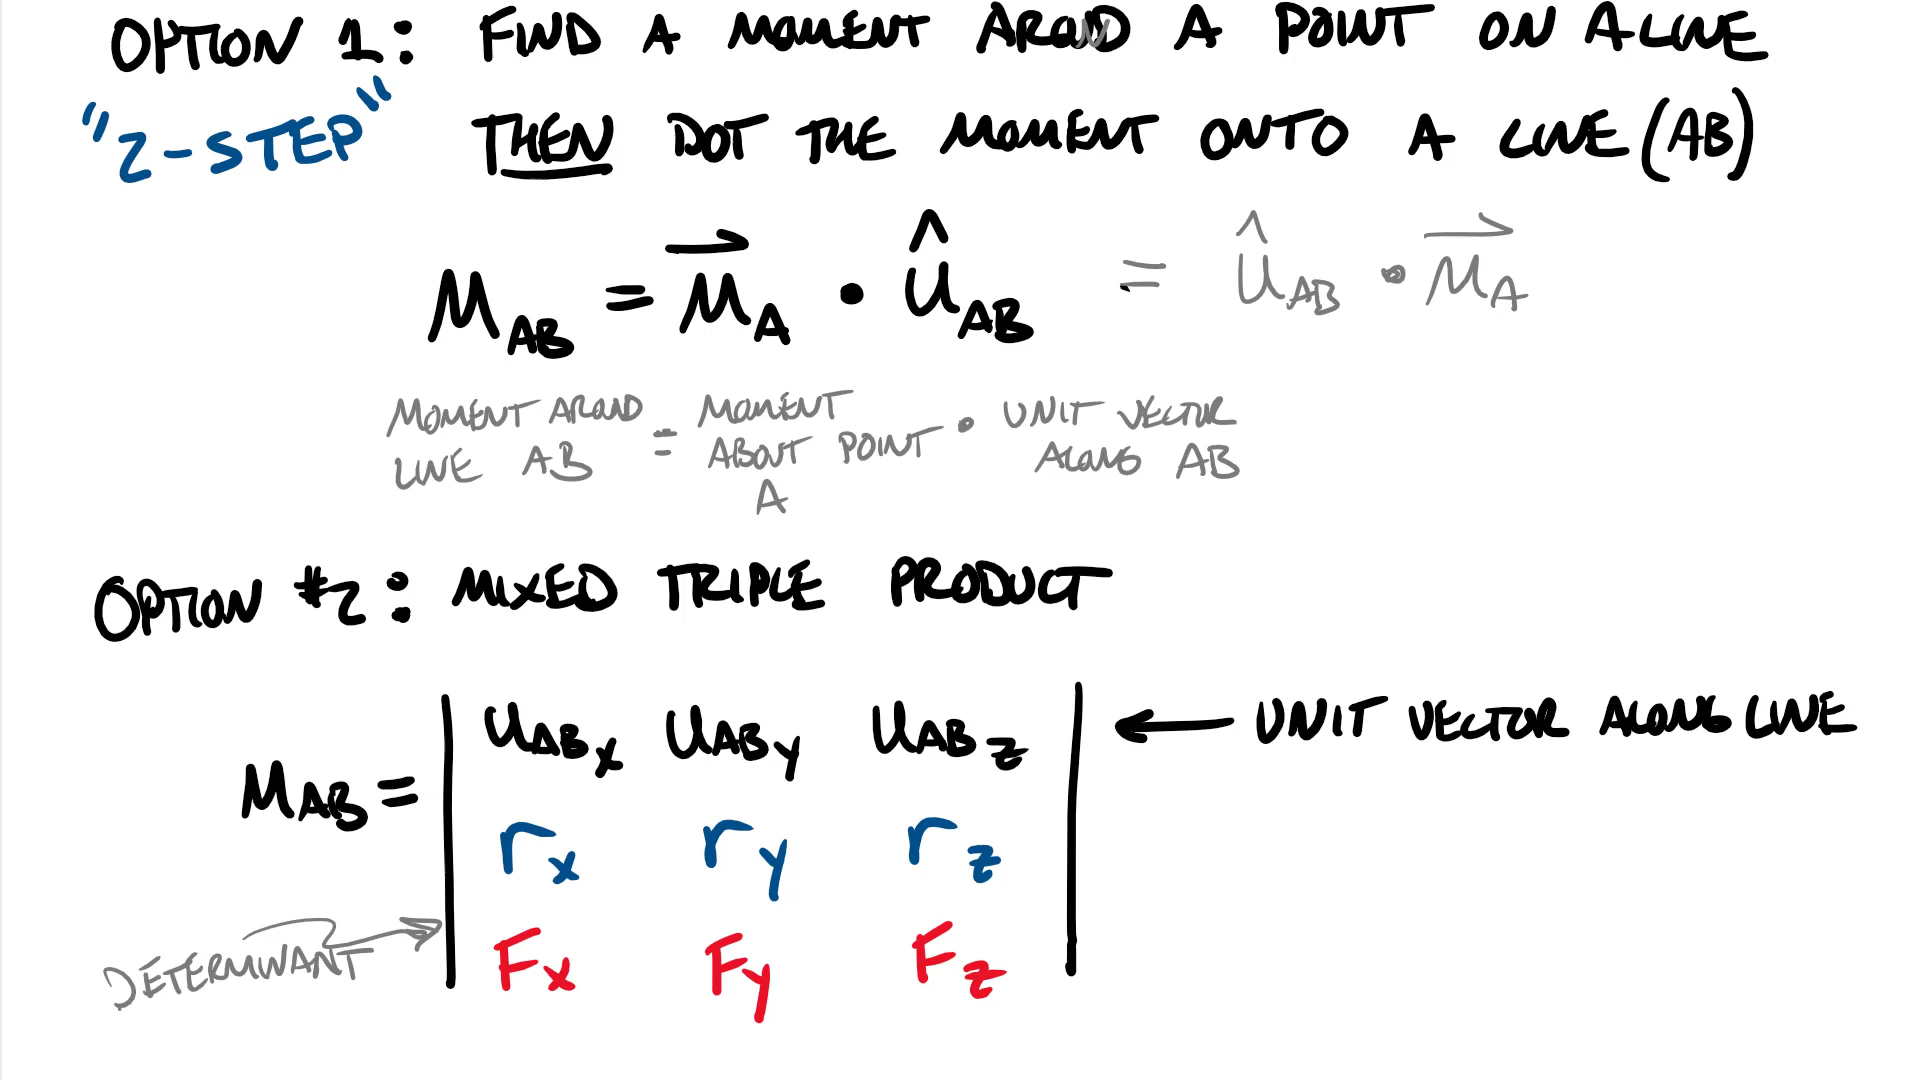 OPTION 1: FIND A MOMENT AROUND A POINT ON A LINE
"2-STEP" THEN DOT THE MOMENT ONTO A LINE (AB)
M_AB = M⃗_A • û_AB = û_AB • M⃗_A
MOMENT AROUND LINE AB = MOMENT ABOUT POINT A • UNIT VECTOR ALONG AB
OPTION #2: MIXED TRIPLE PRODUCT
u_ABx u_ABy u_ABz ← UNIT VECTOR ALONG LINE
M_AB =
r_x r_y r_z
DETERMINANT F_x F_y F_z